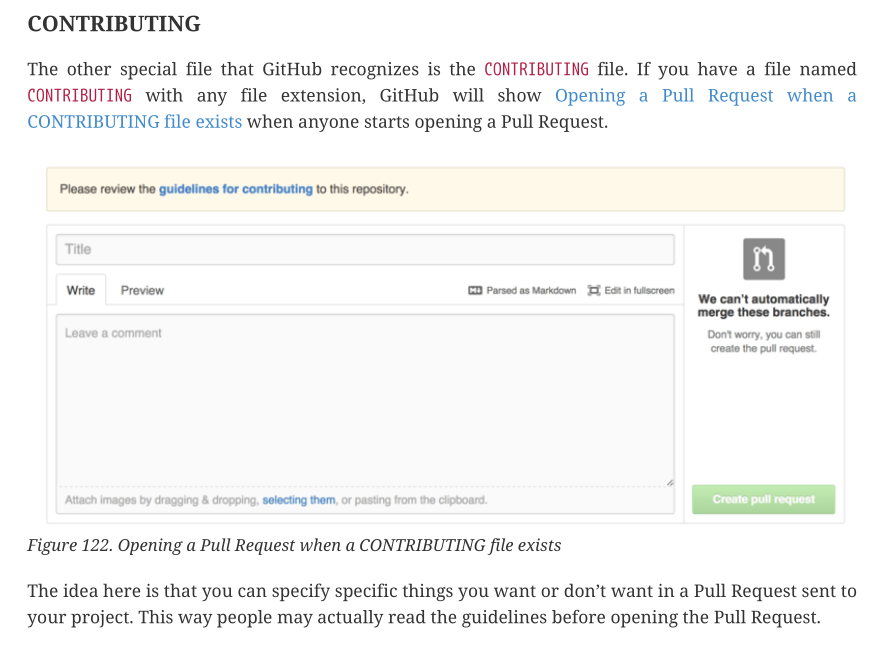 CONTRIBUTING
The other special file that GitHub recognizes is the CONTRIBUTING file. If you have a file named
CONTRIBUTING with any file extension, GitHub will show Opening a Pull Request when a
CONTRIBUTING file exists when anyone starts opening a Pull Request.
Please review the guidelines for contributing to this repository.
Title
Write Preview Parsed as Markdown Edit in fullscreen
Leave a comment
Attach images by dragging & dropping, selecting them, or pasting from the clipboard.
We can't automatically
merge these branches.
Don't worry, you can still
create the pull request.
Create pull request
Figure 122. Opening a Pull Request when a CONTRIBUTING file exists
The idea here is that you can specify specific things you want or don’t want in a Pull Request sent to
your project. This way people may actually read the guidelines before opening the Pull Request.